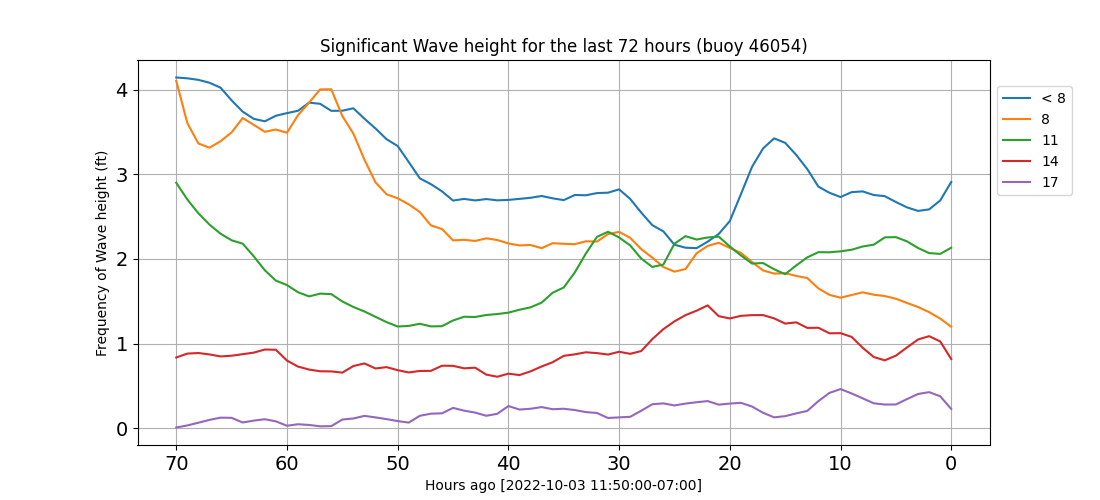 Significant Wave height for the last 72 hours (buoy 46054)
Frequency of Wave height (ft)
4
3
2
1
0
70 60 50 40 30 20 10 0
Hours ago [2022-10-03 11:50:00-07:00]
< 8
8
11
14
17